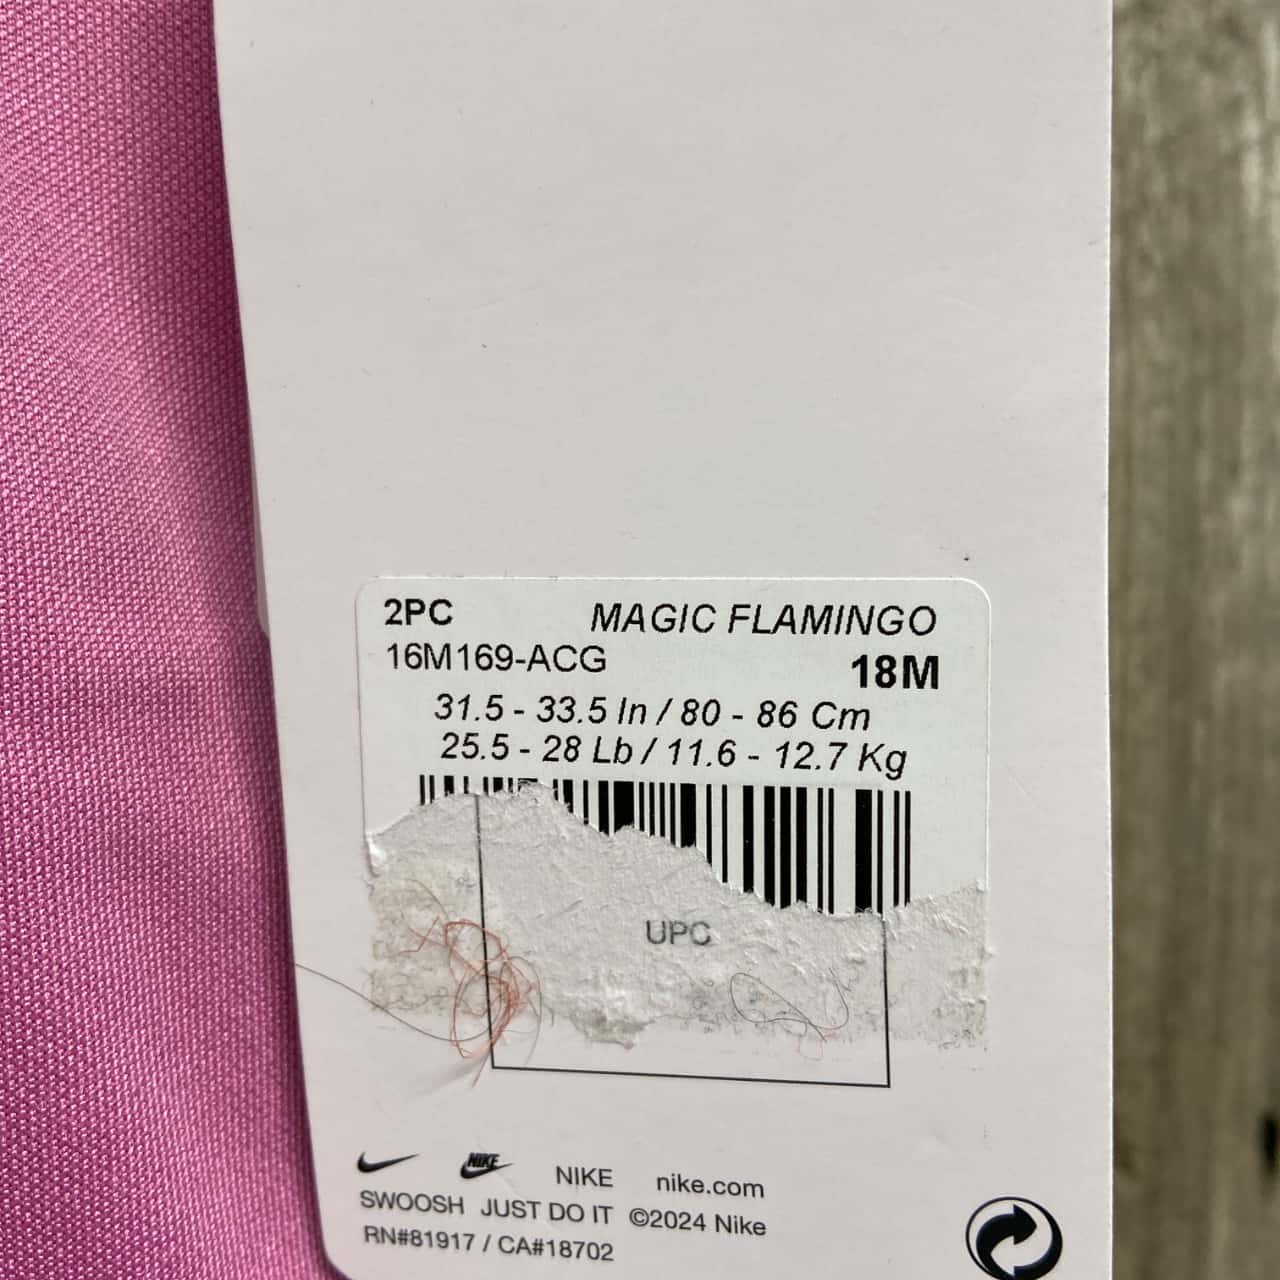 2PC MAGIC FLAMINGO
16M169-ACG 18M
31.5 - 33.5 In / 80 - 86 Cm
25.5 - 28 Lb / 11.6 - 12.7 Kg
UPC
NIKE NIKE nike.com
SWOOSH JUST DO IT ©2024 Nike
RN#81917 / CA#18702